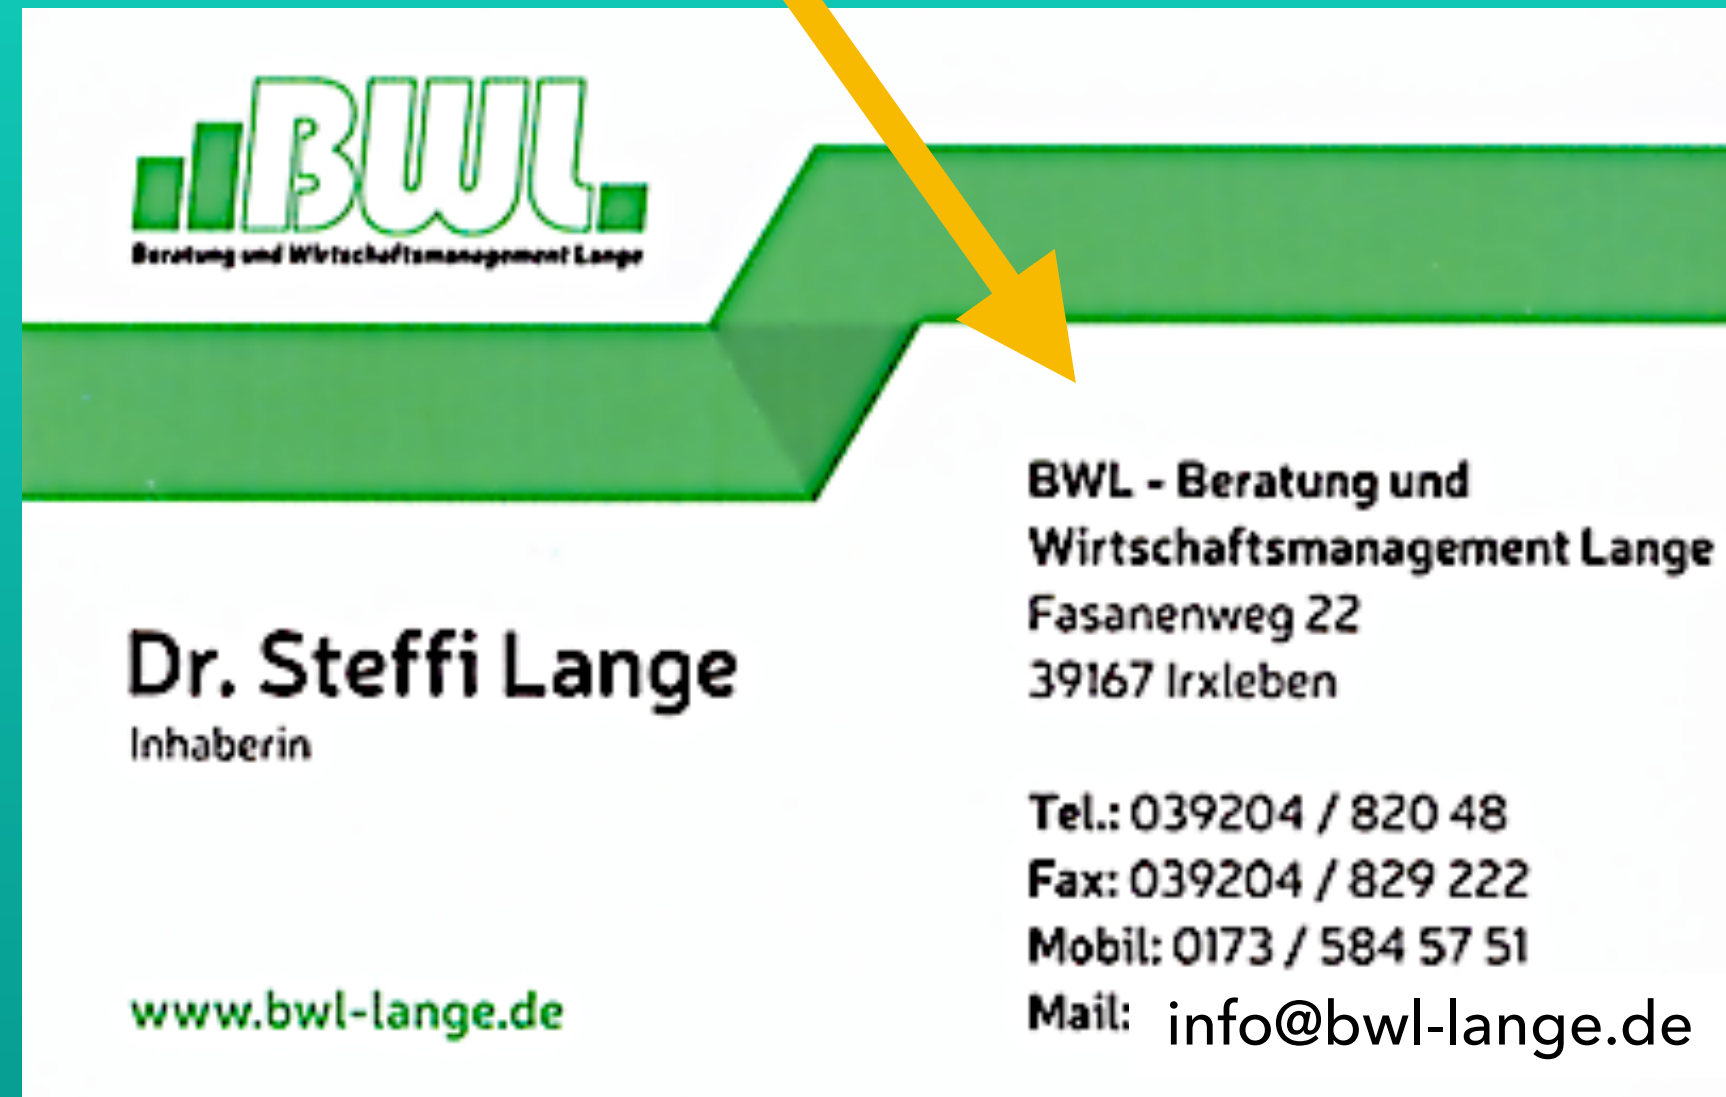 BWL
Beratung und Wirtschaftsmanagement Lange
BWL - Beratung und
Wirtschaftsmanagement Lange
Fasanenweg 22
39167 Irxleben
Dr. Steffi Lange
Inhaberin
Tel.: 039204 / 820 48
Fax: 039204 / 829 222
Mobil: 0173 / 584 57 51
Mail: info@bwl-lange.de
www.bwl-lange.de